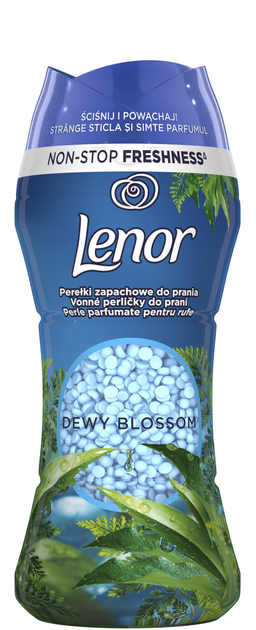 ŚCIŚNIJ I POWĄCHAJ!
STRÂNGE STICLA ȘI SIMTE PARFUMUL
NON-STOP FRESHNESSᐞ
Lenor
Perełki zapachowe do prania
Vonné perličky do praní
Perle parfumate pentru rufe
DEWY BLOSSOM